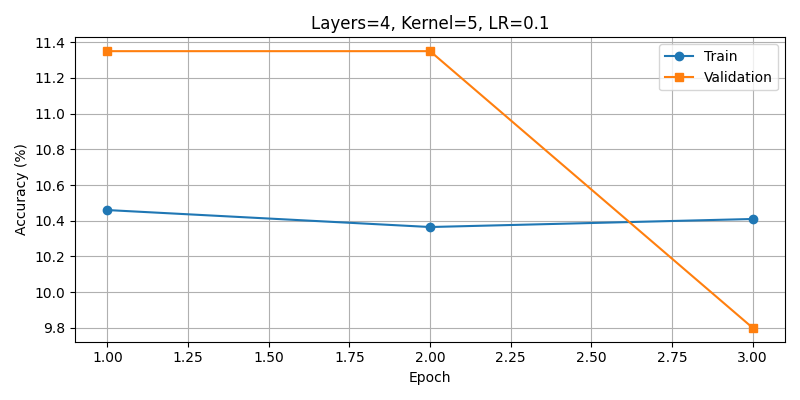 Layers=4, Kernel=5, LR=0.1
Train
Validation
Accuracy (%)
11.4
11.2
11.0
10.8
10.6
10.4
10.2
10.0
9.8
1.00 1.25 1.50 1.75 2.00 2.25 2.50 2.75 3.00
Epoch